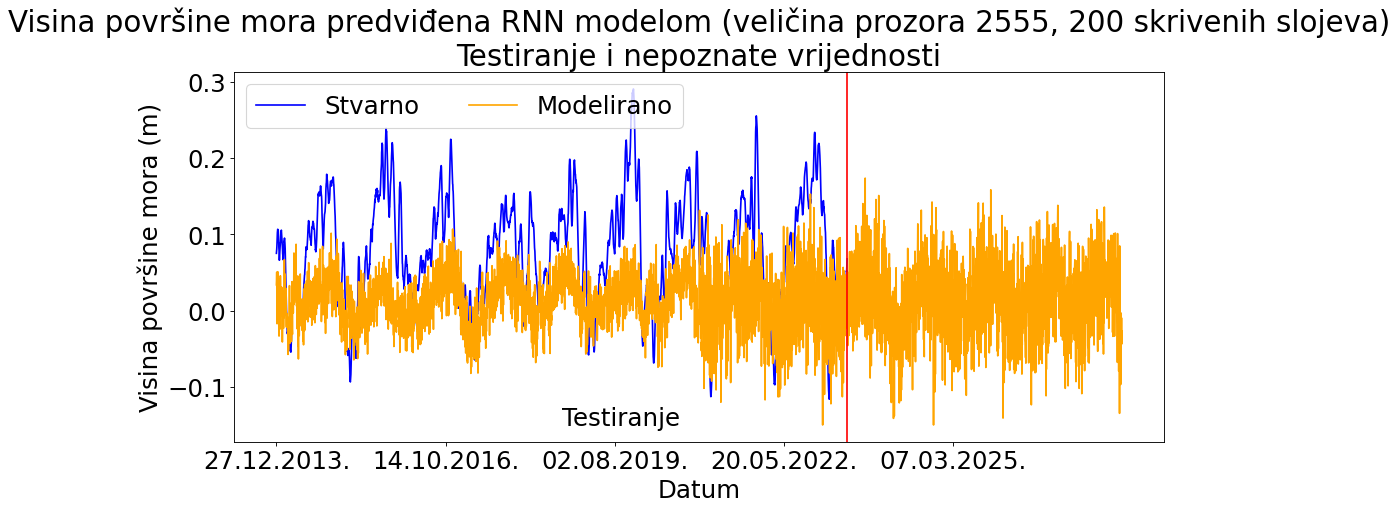 Visina površine mora predviđena RNN modelom (veličina prozora 2555, 200 skrivenih slojeva)
Testiranje i nepoznate vrijednosti
Stvarno
Modelirano
Visina površine mora (m)
0.3
0.2
0.1
0.0
−0.1
Testiranje
27.12.2013.
14.10.2016.
02.08.2019.
20.05.2022.
07.03.2025.
Datum